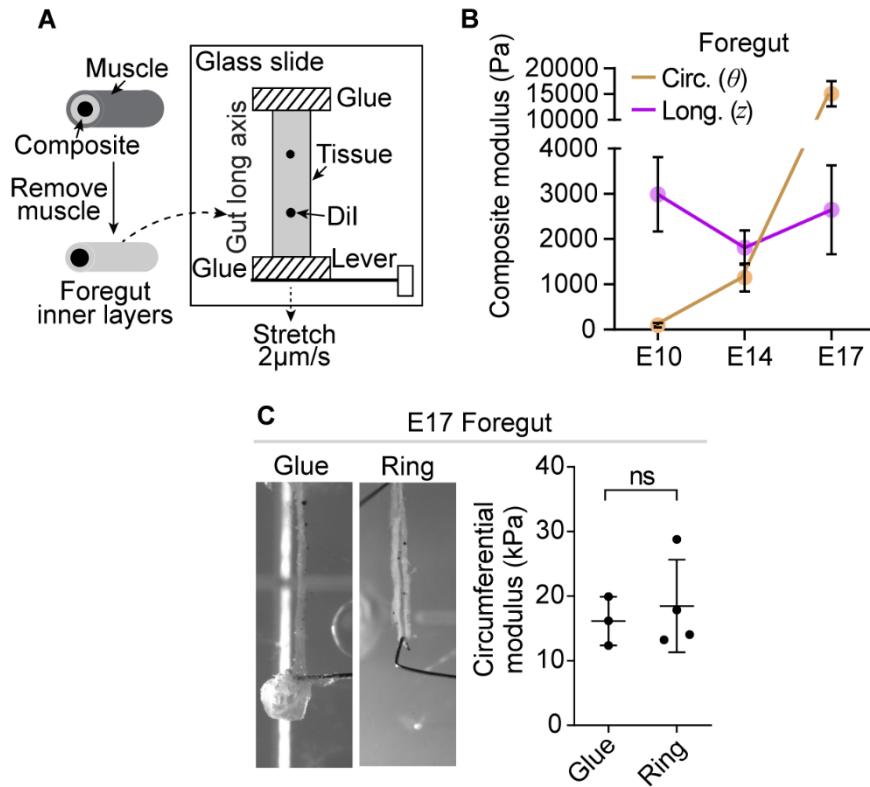 A
Muscle
Composite
Remove
muscle
Foregut
inner layers
Glass slide
Gut long axis
Glue
Tissue
DiI
Glue
Lever
Stretch
2μm/s
B
Foregut
Circ. (θ)
Long. (z)
Composite modulus (Pa)
20000
15000
10000
4000
3000
2000
1000
0
E10
E14
E17
C
E17 Foregut
Glue
Ring
Circumferential
modulus (kPa)
40
30
20
10
0
ns
Glue
Ring